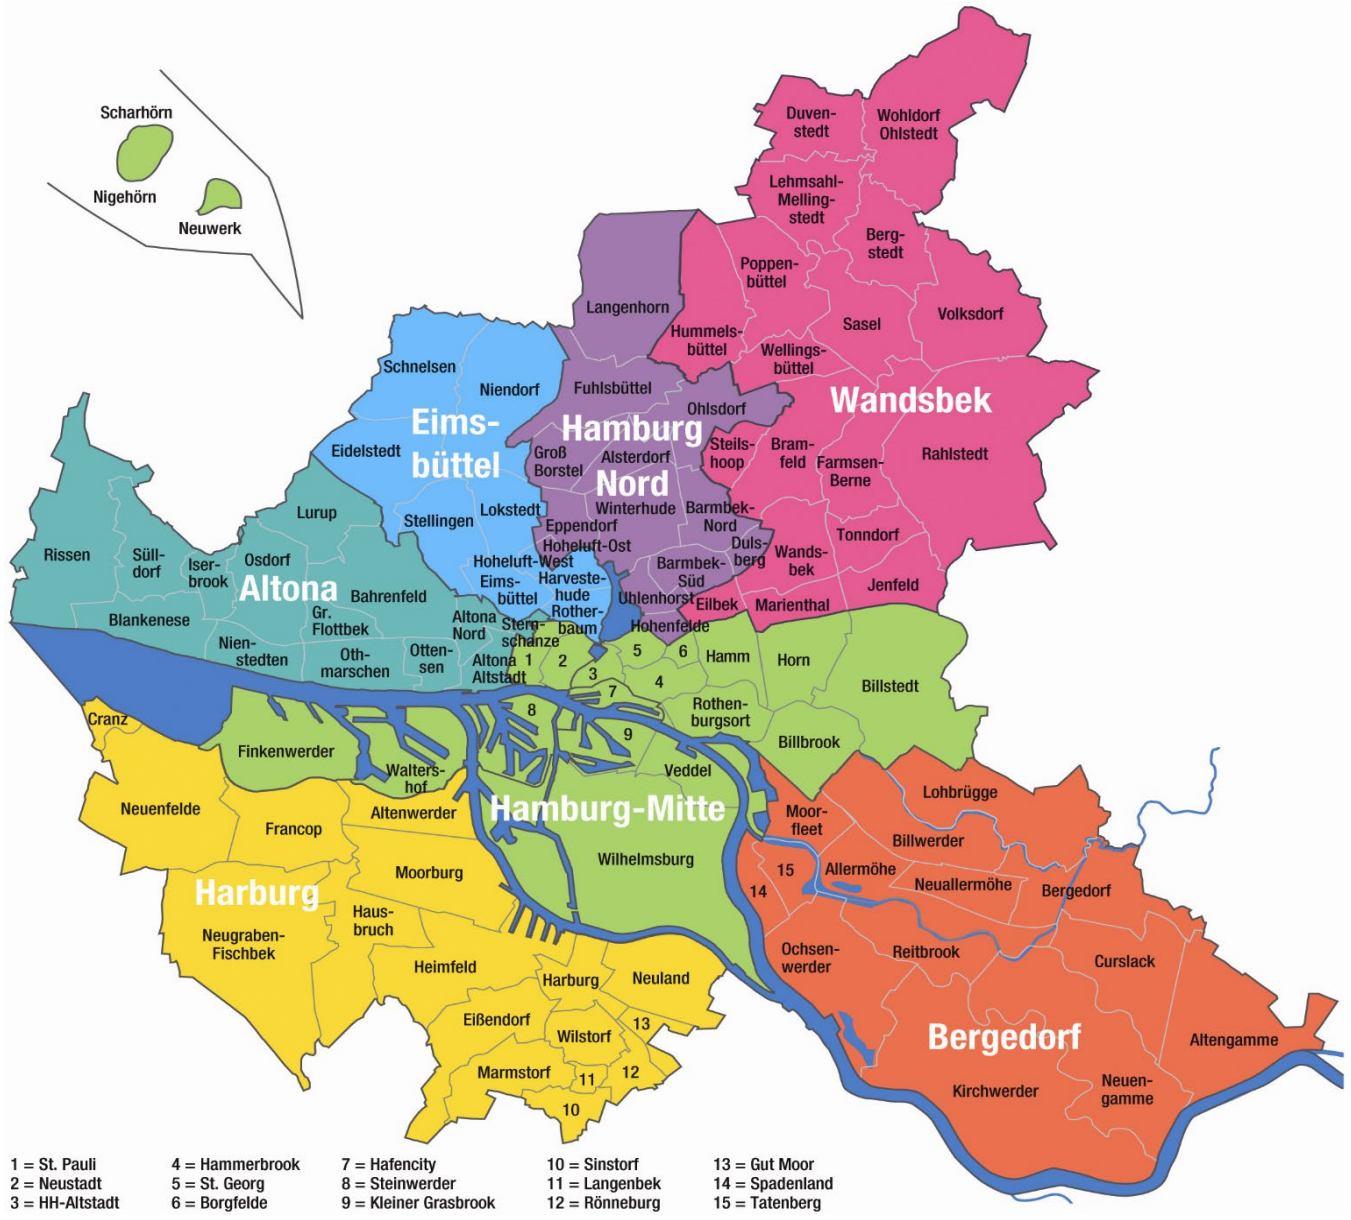 Scharhörn
Nigehörn
Neuwerk
Duven-
stedt
Wohldorf
Ohlstedt
Lehmsahl-
Melling-
stedt
Berg-
stedt
Poppen-
büttel
Hummels-
büttel
Sasel
Volksdorf
Wellings-
büttel
Wandsbek
Steils-
hoop
Bram-
feld
Farmsen-
Berne
Rahlstedt
Tonndorf
Wands-
bek
Jenfeld
Eilbek
Marienthal
Langenhorn
Fuhlsbüttel
Ohlsdorf
Hamburg
Nord
Groß
Borstel
Alsterdorf
Winterhude
Barmbek-
Nord
Eppendorf
Hoheluft-Ost
Duls-
berg
Barmbek-
Süd
Uhlenhorst
Hohenfelde
Schnelsen
Niendorf
Eims-
büttel
Eidelstedt
Lokstedt
Stellingen
Hoheluft-West
Eims-
büttel
Harveste-
hude
Rother-
baum
Rissen
Süll-
dorf
Iser-
brook
Osdorf
Lurup
Altona
Bahrenfeld
Blankenese
Gr.
Flottbek
Nien-
stedten
Oth-
marschen
Otten-
sen
Altona
Nord
Stern-
schanze
Altona
Altstadt
1
2
3
4
5
6
7
8
9
Hamm
Horn
Billstedt
Rothen-
burgsort
Billbrook
Veddel
Finkenwerder
Walters-
hof
Hamburg-Mitte
Wilhelmsburg
Cranz
Neuenfelde
Francop
Altenwerder
Moorburg
Harburg
Haus-
bruch
Neugraben-
Fischbek
Heimfeld
Harburg
Neuland
Eißendorf
Wilstorf
13
Marmstorf
11
12
10
Moor-
fleet
Lohbrügge
Billwerder
15
14
Allermöhe
Neuallermöhe
Bergedorf
Ochsen-
werder
Reitbrook
Curslack
Bergedorf
Altengamme
Kirchwerder
Neuen-
gamme
1 = St. Pauli
2 = Neustadt
3 = HH-Altstadt
4 = Hammerbrook
5 = St. Georg
6 = Borgfelde
7 = Hafencity
8 = Steinwerder
9 = Kleiner Grasbrook
10 = Sinstorf
11 = Langenbek
12 = Rönneburg
13 = Gut Moor
14 = Spadenland
15 = Tatenberg